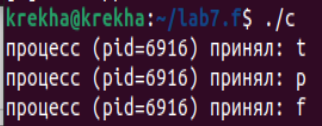 krekha@krekha:~/lab7.f$ ./c
процесс (pid=6916) принял: t
процесс (pid=6916) принял: p
процесс (pid=6916) принял: f